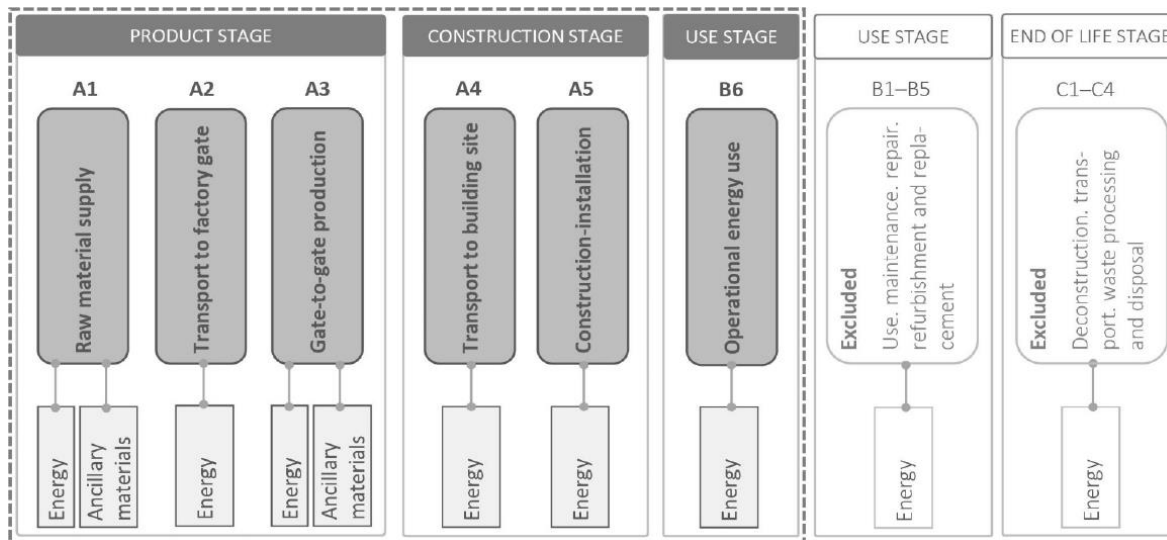 PRODUCT STAGE
CONSTRUCTION STAGE
USE STAGE
USE STAGE
END OF LIFE STAGE
A1
A2
A3
A4
A5
B6
B1–B5
C1–C4
Raw material supply
Transport to factory gate
Gate-to-gate production
Transport to building site
Construction-installation
Operational energy use
Excluded
Use. maintenance. repair.
refurbishment and repla-
cement
Excluded
Deconstruction. trans-
port. waste processing
and disposal
Energy
Ancillary
materials
Energy
Energy
Ancillary
materials
Energy
Energy
Energy
Energy
Energy